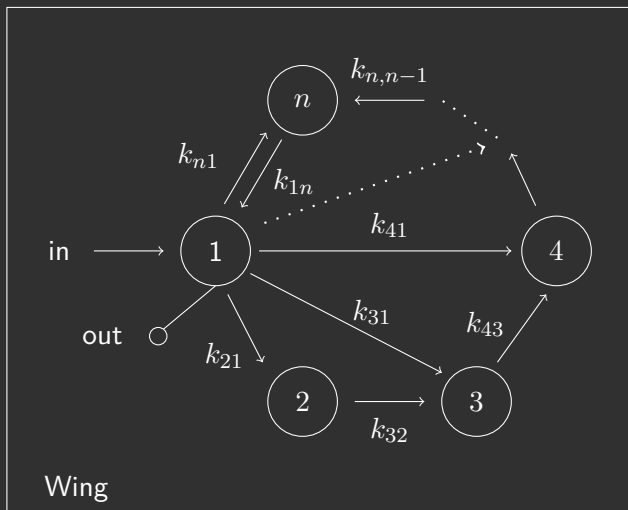 $k_{n,n-1}$
$n$
$k_{n1}$
$k_{1n}$
$k_{41}$
in
1
4
$k_{31}$
$k_{43}$
out
$k_{21}$
2
3
$k_{32}$
Wing